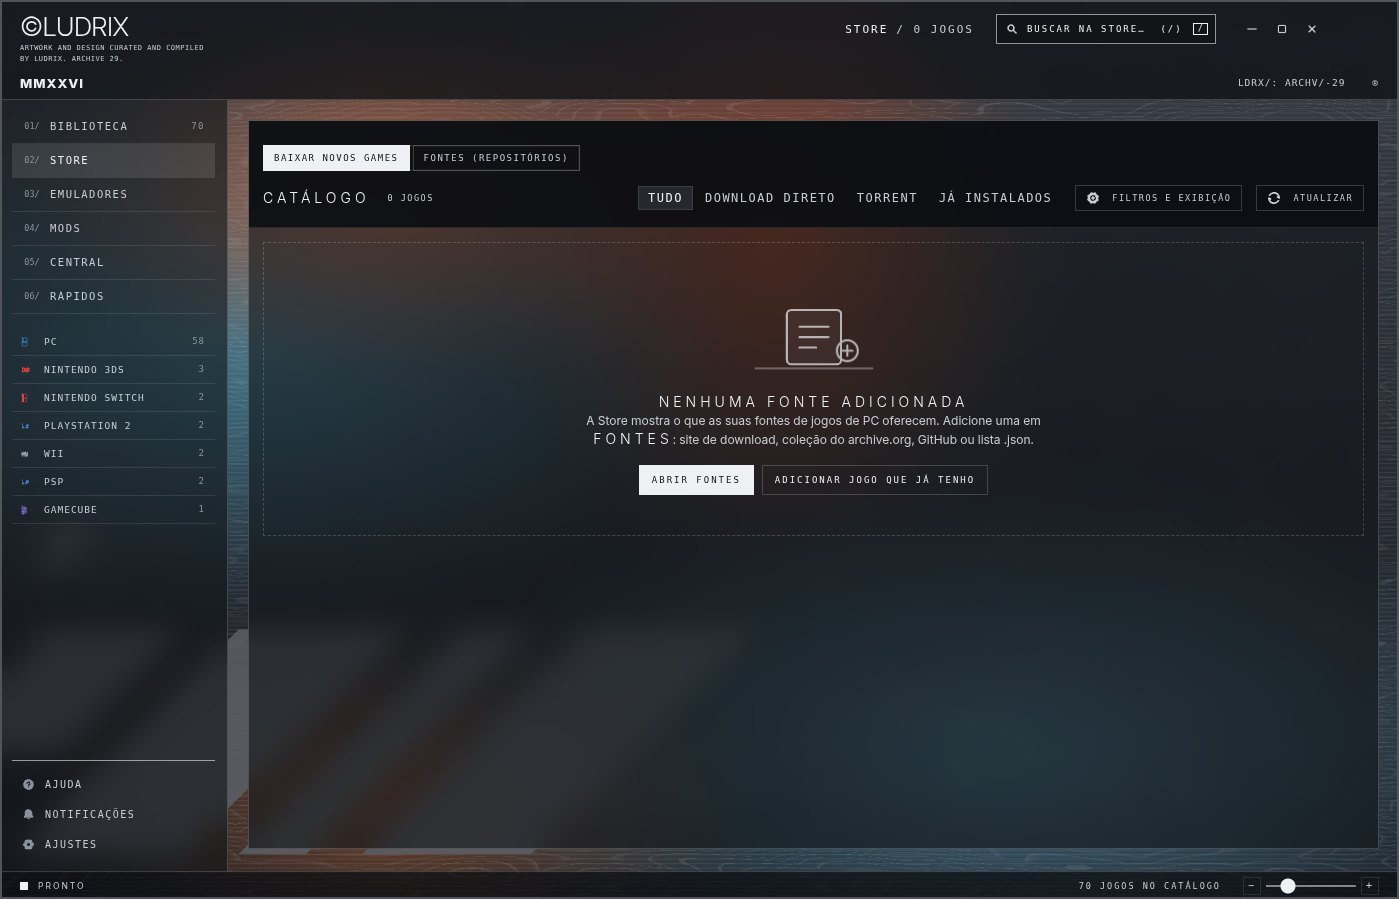 ©LUDRIX
ARTWORK AND DESIGN CURATED AND COMPILED
BY LUDRIX. ARCHIVE 29.
MMXXVI
STORE / 0 JOGOS
BUSCAR NA STORE… (/) /
LDRX/: ARCHV/-29 ®
01/ BIBLIOTECA 70
02/ STORE
03/ EMULADORES
04/ MODS
05/ CENTRAL
06/ RÁPIDOS
PC 58
NINTENDO 3DS 3
NINTENDO SWITCH 2
PLAYSTATION 2 2
WII 2
PSP 2
GAMECUBE 1
AJUDA
NOTIFICAÇÕES
AJUSTES
BAIXAR NOVOS GAMES FONTES (REPOSITÓRIOS)
CATÁLOGO 0 JOGOS TUDO DOWNLOAD DIRETO TORRENT JÁ INSTALADOS FILTROS E EXIBIÇÃO ATUALIZAR
NENHUMA FONTE ADICIONADA
A Store mostra o que as suas fontes de jogos de PC oferecem. Adicione uma em
FONTES: site de download, coleção do archive.org, GitHub ou lista .json.
ABRIR FONTES ADICIONAR JOGO QUE JÁ TENHO
PRONTO
70 JOGOS NO CATÁLOGO − +